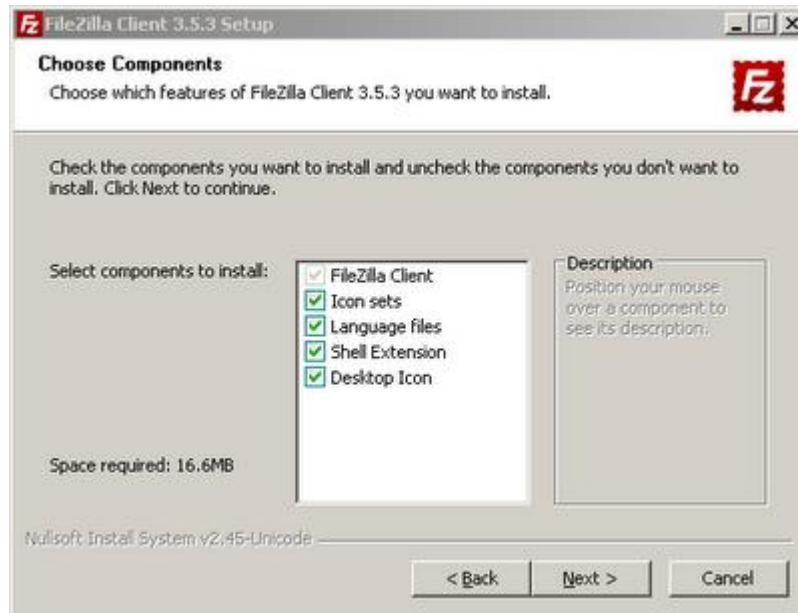 FileZilla Client 3.5.3 Setup
Choose Components
Choose which features of FileZilla Client 3.5.3 you want to install.
Fz
Check the components you want to install and uncheck the components you don't want to
install. Click Next to continue.
Select components to install:
FileZilla Client
Icon sets
Language files
Shell Extension
Desktop Icon
Description
Position your mouse
over a component to
see its description.
Space required: 16.6MB
Nullsoft Install System v2.45-Unicode
< Back
Next >
Cancel